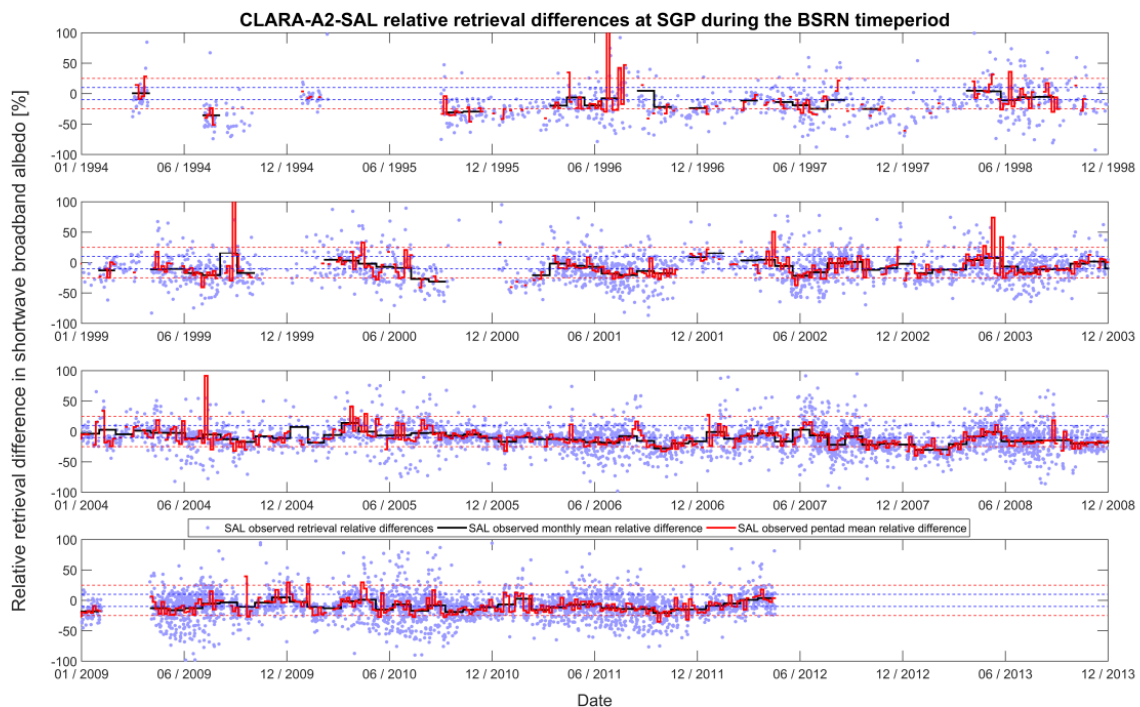 CLARA-A2-SAL relative retrieval differences at SGP during the BSRN timeperiod
Relative retrieval difference in shortwave broadband albedo [%]
100
50
0
-50
-100
01 / 1994 06 / 1994 12 / 1994 06 / 1995 12 / 1995 06 / 1996 12 / 1996 06 / 1997 12 / 1997 06 / 1998 12 / 1998
100
50
0
-50
-100
01 / 1999 06 / 1999 12 / 1999 06 / 2000 12 / 2000 06 / 2001 12 / 2001 06 / 2002 12 / 2002 06 / 2003 12 / 2003
100
50
0
-50
-100
01 / 2004 06 / 2004 12 / 2004 06 / 2005 12 / 2005 06 / 2006 12 / 2006 06 / 2007 12 / 2007 06 / 2008 12 / 2008
SAL observed retrieval relative differences SAL observed monthly mean relative difference SAL observed pentad mean relative difference
100
50
0
-50
-100
01 / 2009 06 / 2009 12 / 2009 06 / 2010 12 / 2010 06 / 2011 12 / 2011 06 / 2012 12 / 2012 06 / 2013 12 / 2013
Date